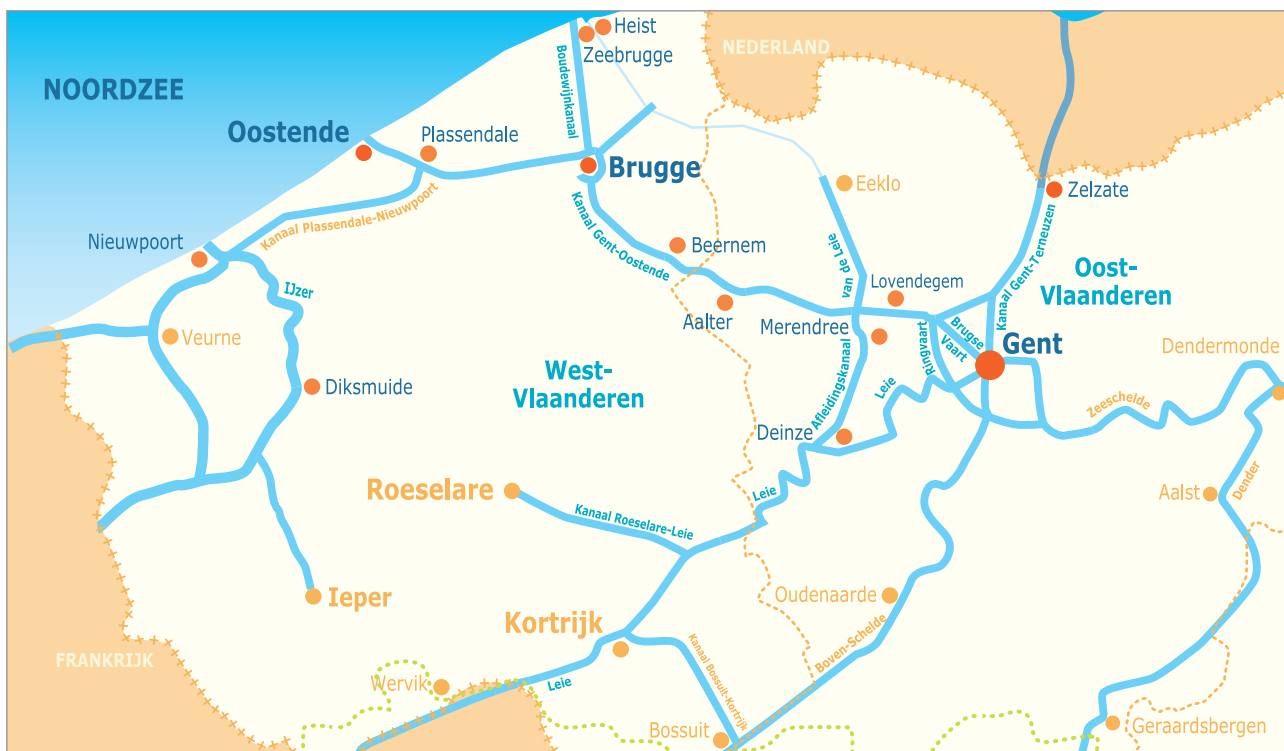 Heist
Zeebrugge
NEDERLAND
NOORDZEE
Boudewijnkanaal
Oostende
Plassendale
Brugge
Eeklo
Zelzate
Kanaal Plassendale-Nieuwpoort
Kanaal Gent-Oostende
Nieuwpoort
Beernem
van de Leie
Lovendegem
Kanaal Gent-Terneuzen
Oost-
Vlaanderen
IJzer
Aalter
Merendree
Ringvaart
Brugse
Vaart
Gent
Veurne
Dendermonde
West-
Vlaanderen
Diksmuide
Afleidingskanaal
Leie
Zeeschelde
Deinze
Roeselare
Leie
Dender
Aalst
Kanaal Roeselare-Leie
Ieper
Oudenaarde
Kortrijk
FRANKRIJK
Boven-Schelde
Wervik
Leie
Kanaal Bossuit-Kortrijk
Bossuit
Geraardsbergen